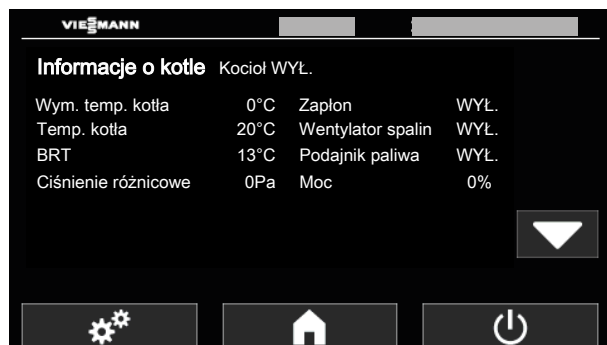 VIESMANN
Informacje o kotle Kocioł WYŁ.
Wym. temp. kotła 0°C Zapłon WYŁ.
Temp. kotła 20°C Wentylator spalin WYŁ.
BRT 13°C Podajnik paliwa WYŁ.
Ciśnienie różnicowe 0Pa Moc 0%